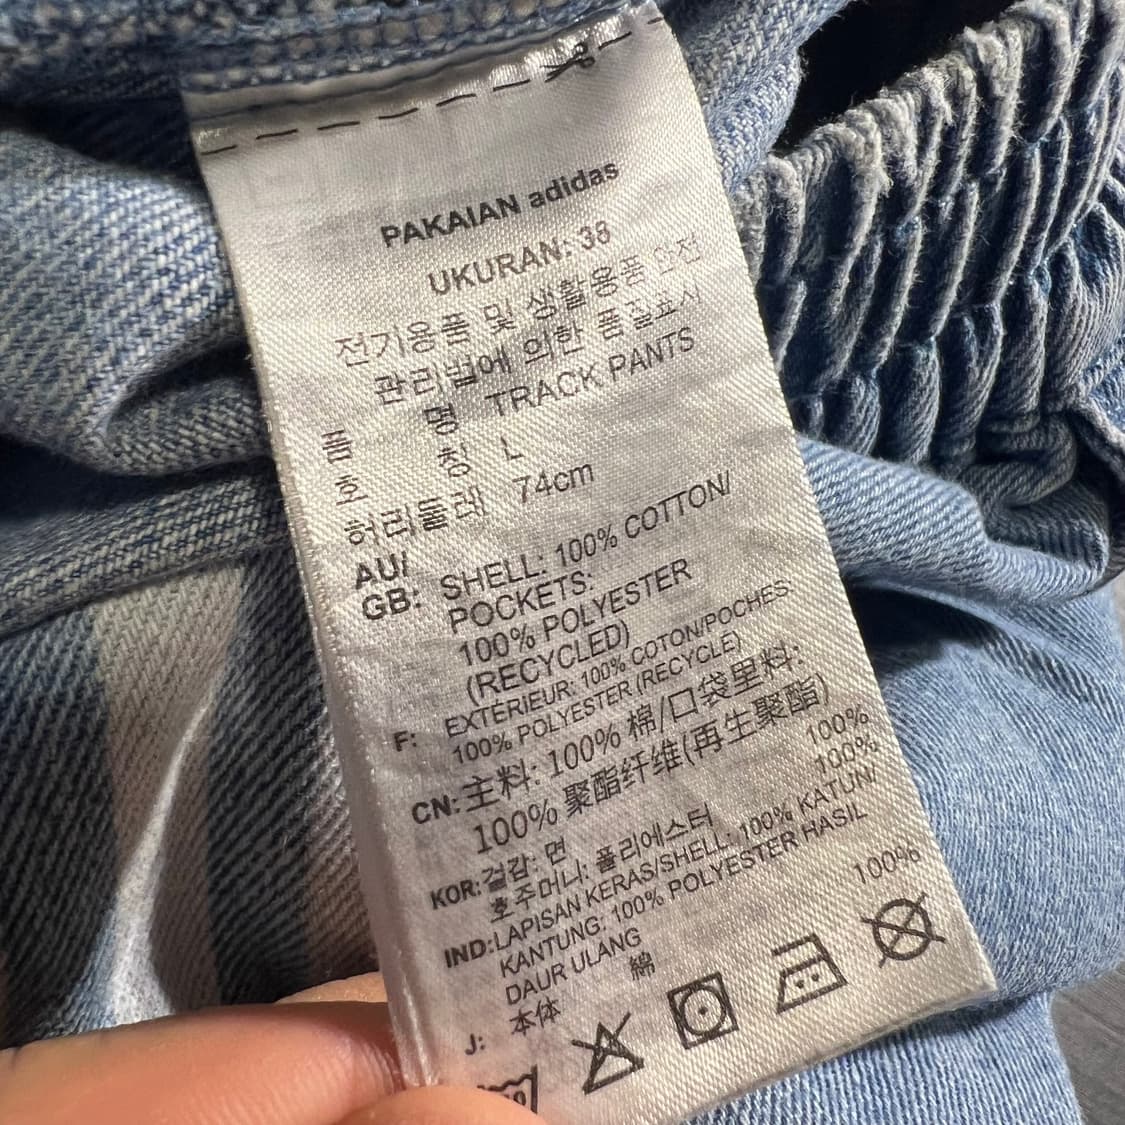 PAKAIAN adidas
UKURAN: 38
전기용품 및 생활용품 안전
관리법에 의한 품질표시
품 명 TRACK PANTS
호 칭 L
허리둘레 74cm
AU/
GB: SHELL: 100% COTTON/
POCKETS:
100% POLYESTER
(RECYCLED)
F: EXTÉRIEUR: 100% COTON/POCHES:
100% POLYESTER (RECYCLÉ)
CN: 主料: 100% 棉/口袋里料:
100% 聚酯纤维(再生聚酯)
KOR: 겉감: 면 100%
호주머니: 폴리에스터 100%
IND: LAPISAN KERAS/SHELL: 100% KATUN/
KANTUNG: 100% POLYESTER HASIL
DAUR ULANG
J: 本体 綿 100%